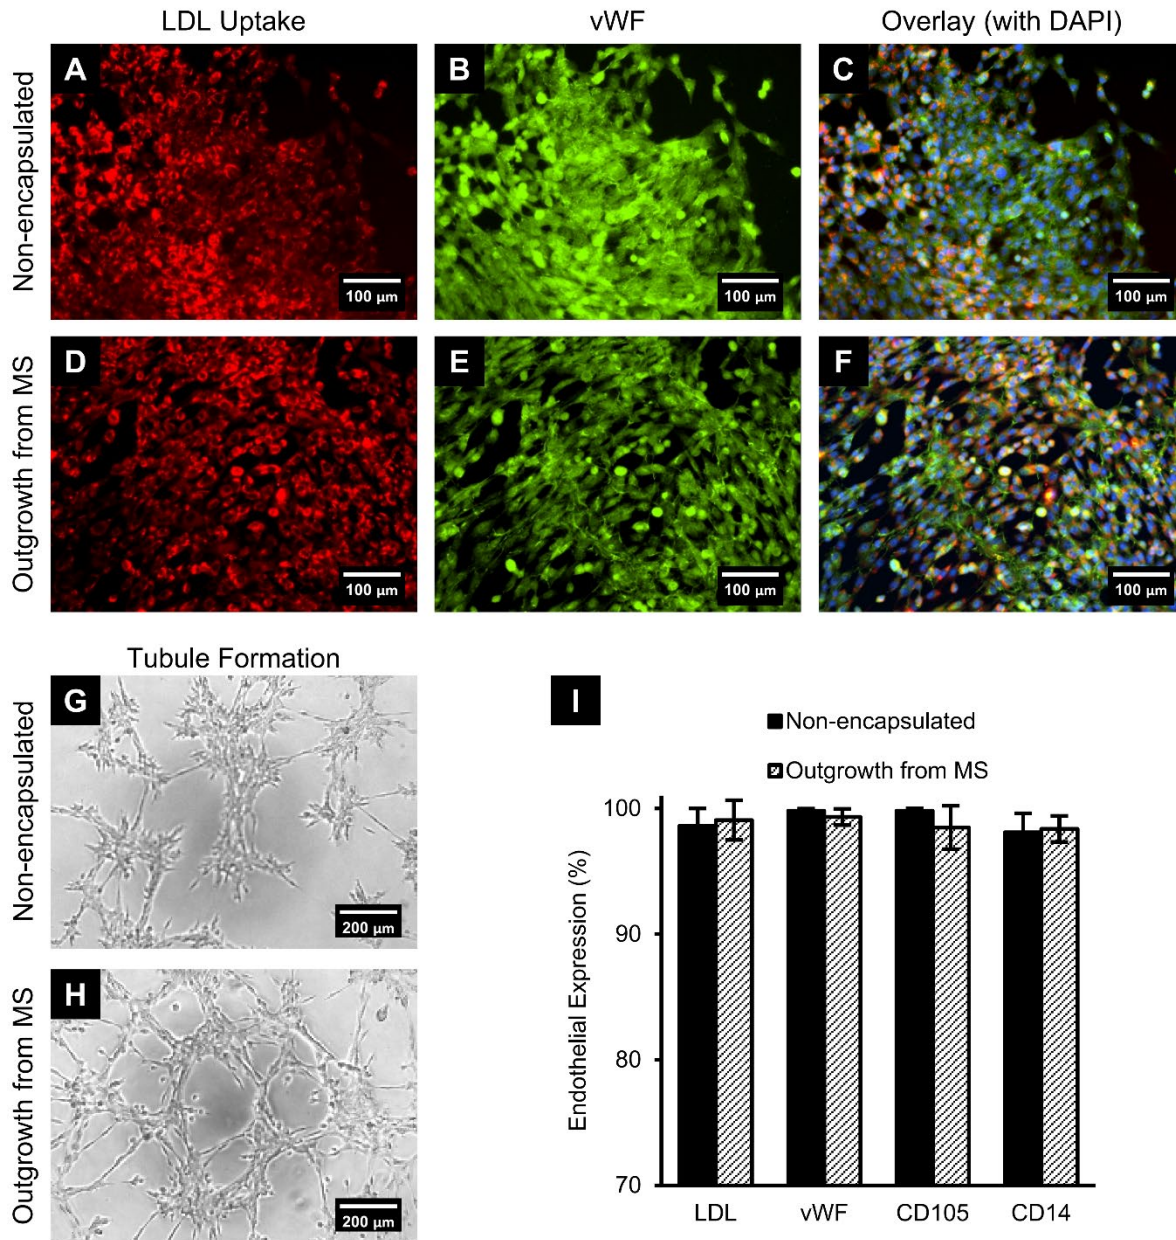 LDL Uptake
vWF
Overlay (with DAPI)
Non-encapsulated
A
B
C
100 µm
100 µm
100 µm
Outgrowth from MS
D
E
F
100 µm
100 µm
100 µm
Tubule Formation
Non-encapsulated
G
200 µm
Outgrowth from MS
H
200 µm
I
Non-encapsulated
Outgrowth from MS
Endothelial Expression (%)
100
90
80
70
LDL
vWF
CD105
CD14